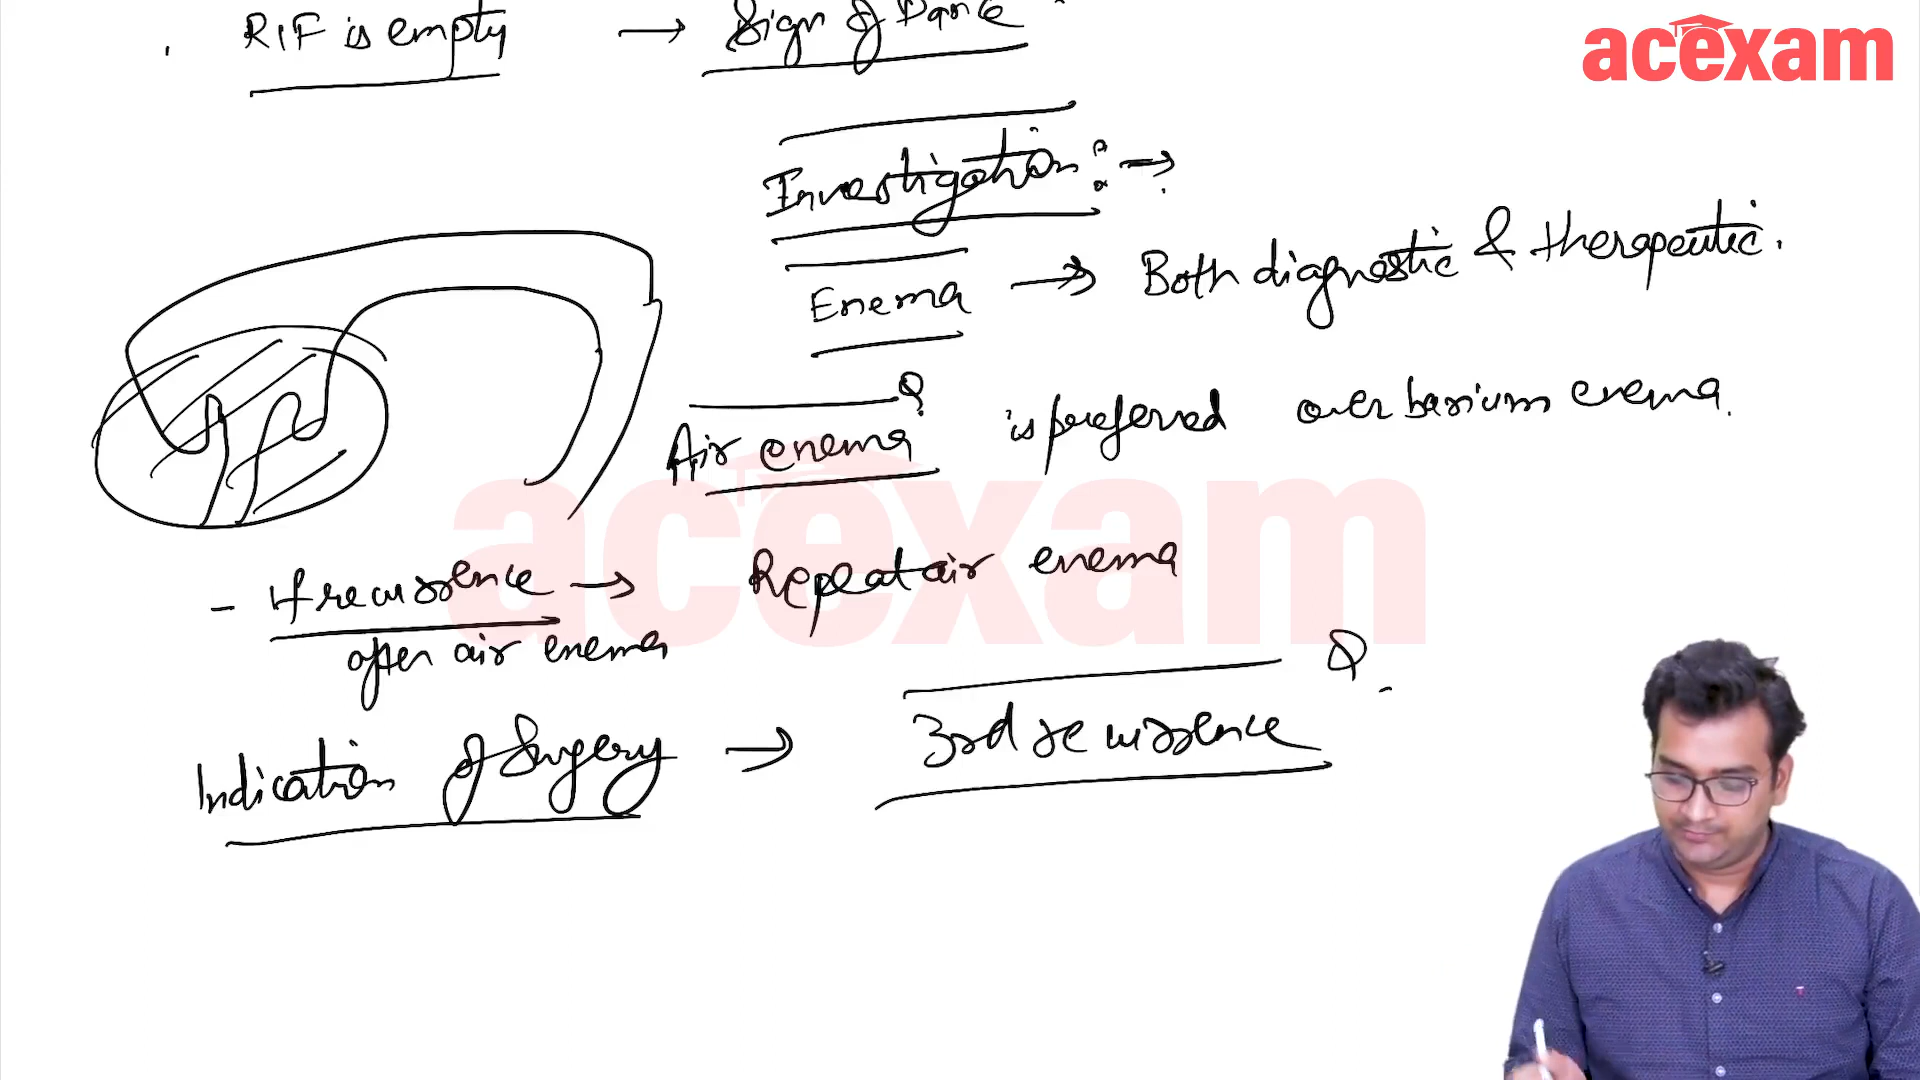 . RIF is empty → Sign of Dance
acexam
Investigation: →
Enema → Both diagnostic & therapeutic.
Air enema is preferred over barium enema.
Q
acexam
- If recurrence → Repeat air enema
after air enema
Q
Indication of Surgery → 3rd recurrence